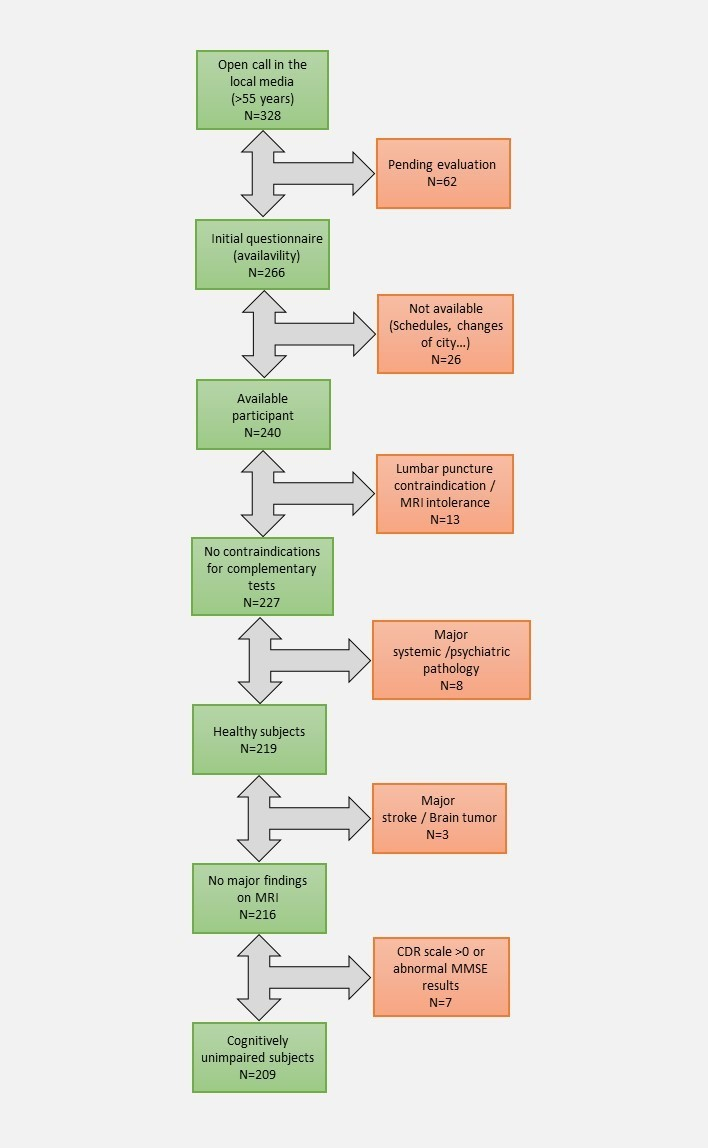 Open call in the
local media
(>55 years)
N=328
Pending evaluation
N=62
Initial questionnaire
(availavility)
N=266
Not available
(Schedules, changes
of city...)
N=26
Available
participant
N=240
Lumbar puncture
contraindication /
MRI intolerance
N=13
No contraindications
for complementary
tests
N=227
Major
systemic /psychiatric
pathology
N=8
Healthy subjects
N=219
Major
stroke / Brain tumor
N=3
No major findings
on MRI
N=216
CDR scale >0 or
abnormal MMSE
results
N=7
Cognitively
unimpaired subjects
N=209